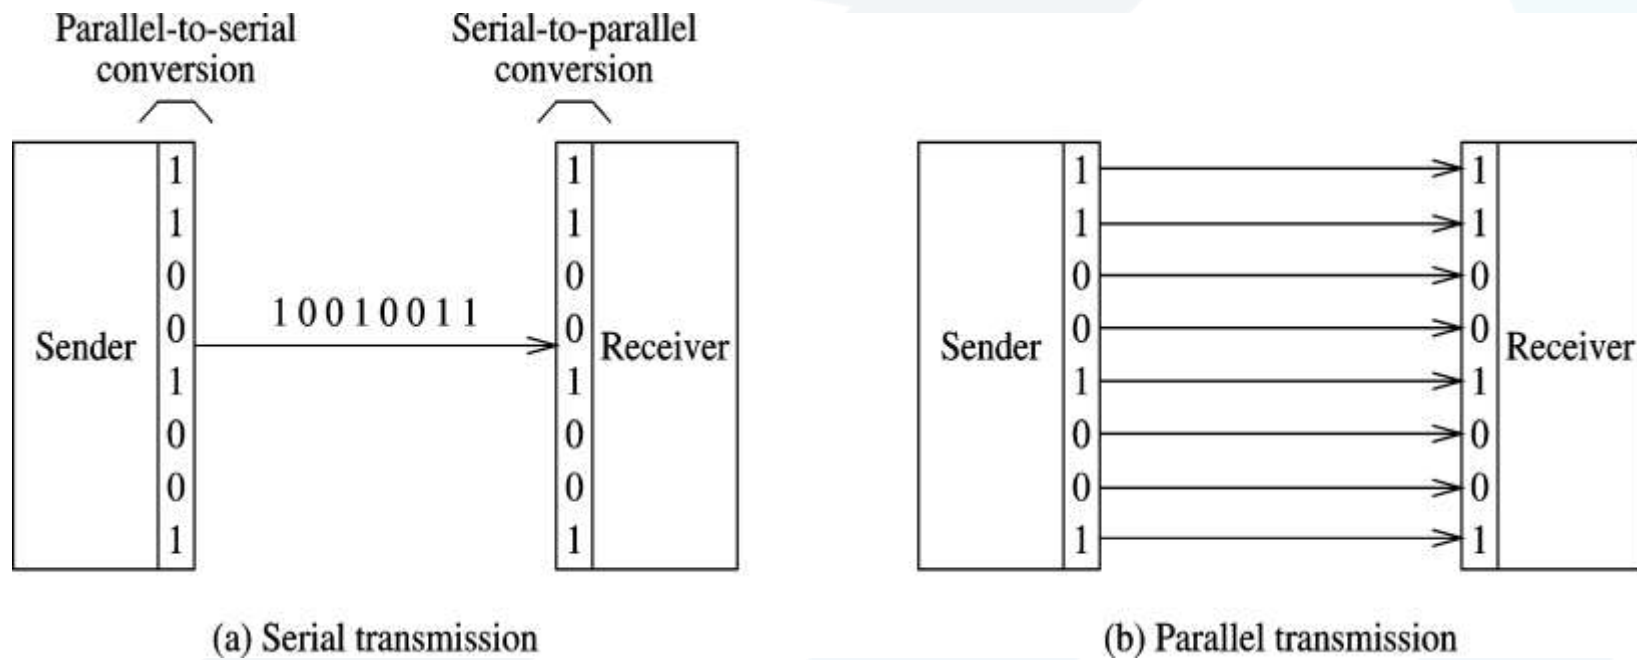 Parallel-to-serial
conversion
Serial-to-parallel
conversion
Sender
1
1
0
0
1
0
0
1
1 0 0 1 0 0 1 1
1
1
0
0
1
0
0
1
Receiver
(a) Serial transmission
Sender
1
1
0
0
1
0
0
1
1
1
0
0
1
0
0
1
Receiver
(b) Parallel transmission